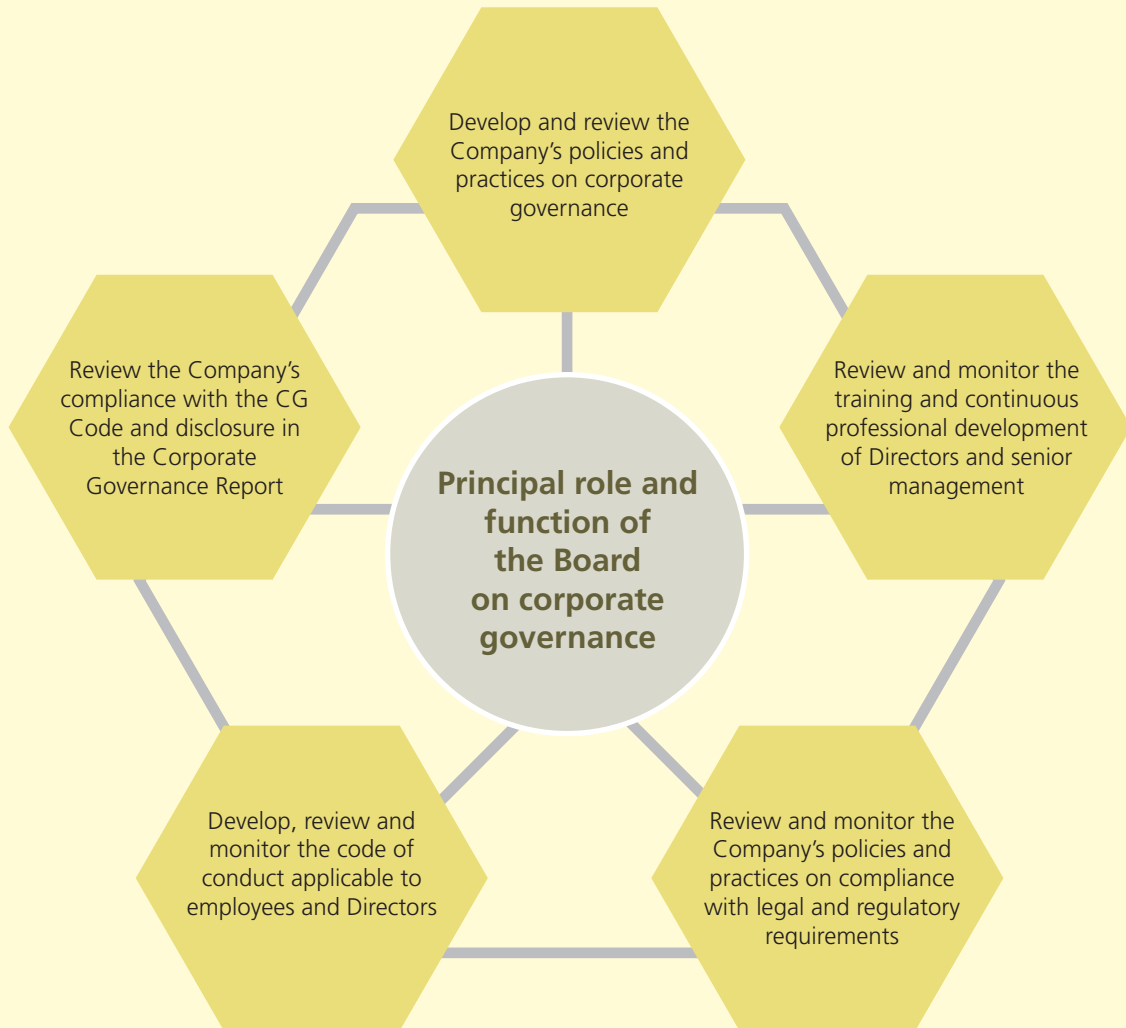 Develop and review the
Company’s policies and
practices on corporate
governance
Review the Company’s
compliance with the CG
Code and disclosure in
the Corporate
Governance Report
Review and monitor the
training and continuous
professional development
of Directors and senior
management
Principal role and
function of
the Board
on corporate
governance
Develop, review and
monitor the code of
conduct applicable to
employees and Directors
Review and monitor the
Company’s policies and
practices on compliance
with legal and regulatory
requirements